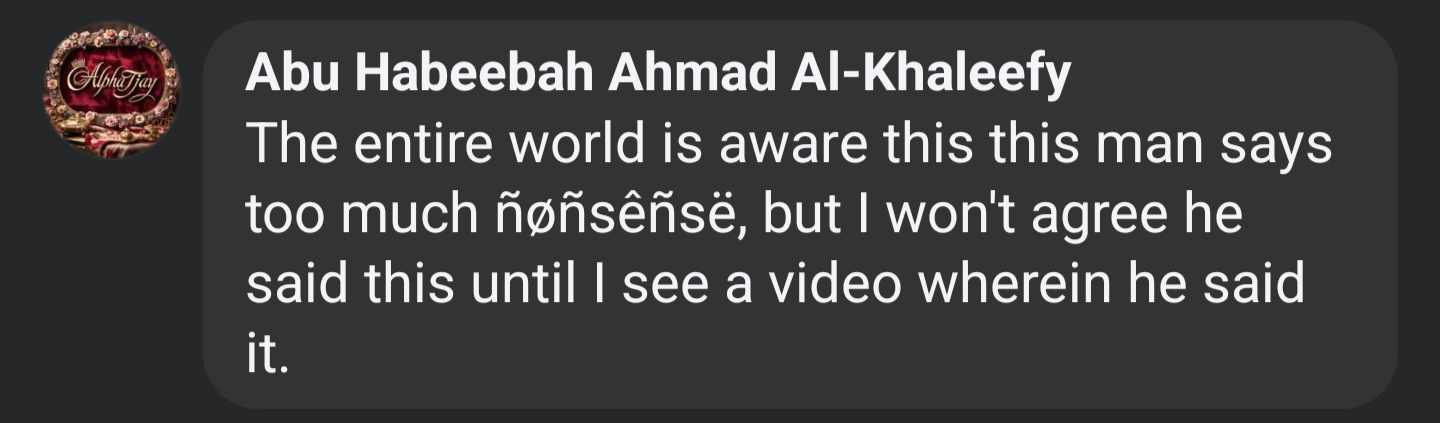 AlphaTjay
Abu Habeebah Ahmad Al-Khaleefy
The entire world is aware this this man says
too much ñøñsêñsë, but I won't agree he
said this until I see a video wherein he said
it.